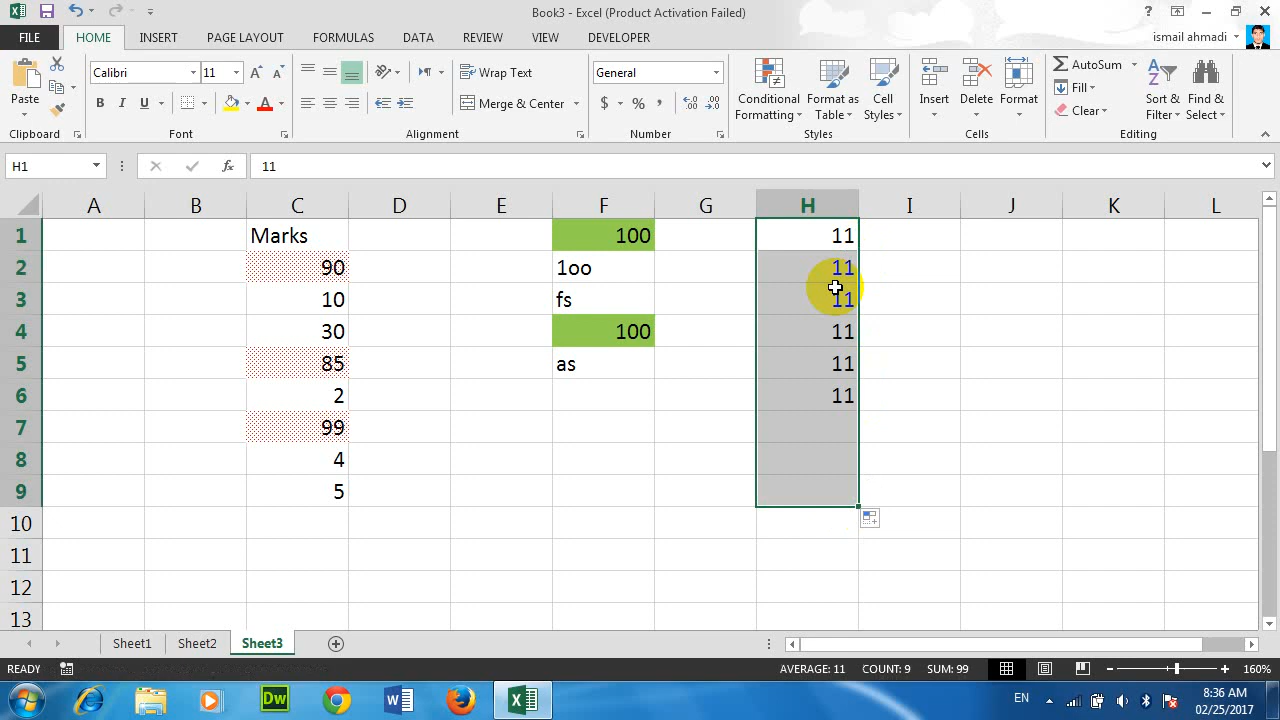 Book3 - Excel (Product Activation Failed)
FILE HOME INSERT PAGE LAYOUT FORMULAS DATA REVIEW VIEW DEVELOPER ismail ahmadi
Calibri 11 Wrap Text General AutoSum
Fill
Paste B I U Merge & Center $ % , Conditional Formatting Format as Table Cell Styles Insert Delete Format Clear Sort & Filter Find & Select
Clipboard Font Alignment Number Styles Cells Editing
H1 fx 11
A B C D E F G H I J K L
1 Marks 100 11
2 90 1oo 11
3 10 fs 11
4 30 100 11
5 85 as 11
6 2 11
7 99
8 4
9 5
10
11
12
13
Sheet1 Sheet2 Sheet3
READY AVERAGE: 11 COUNT: 9 SUM: 99 160%
Dw EN 8:36 AM
02/25/2017